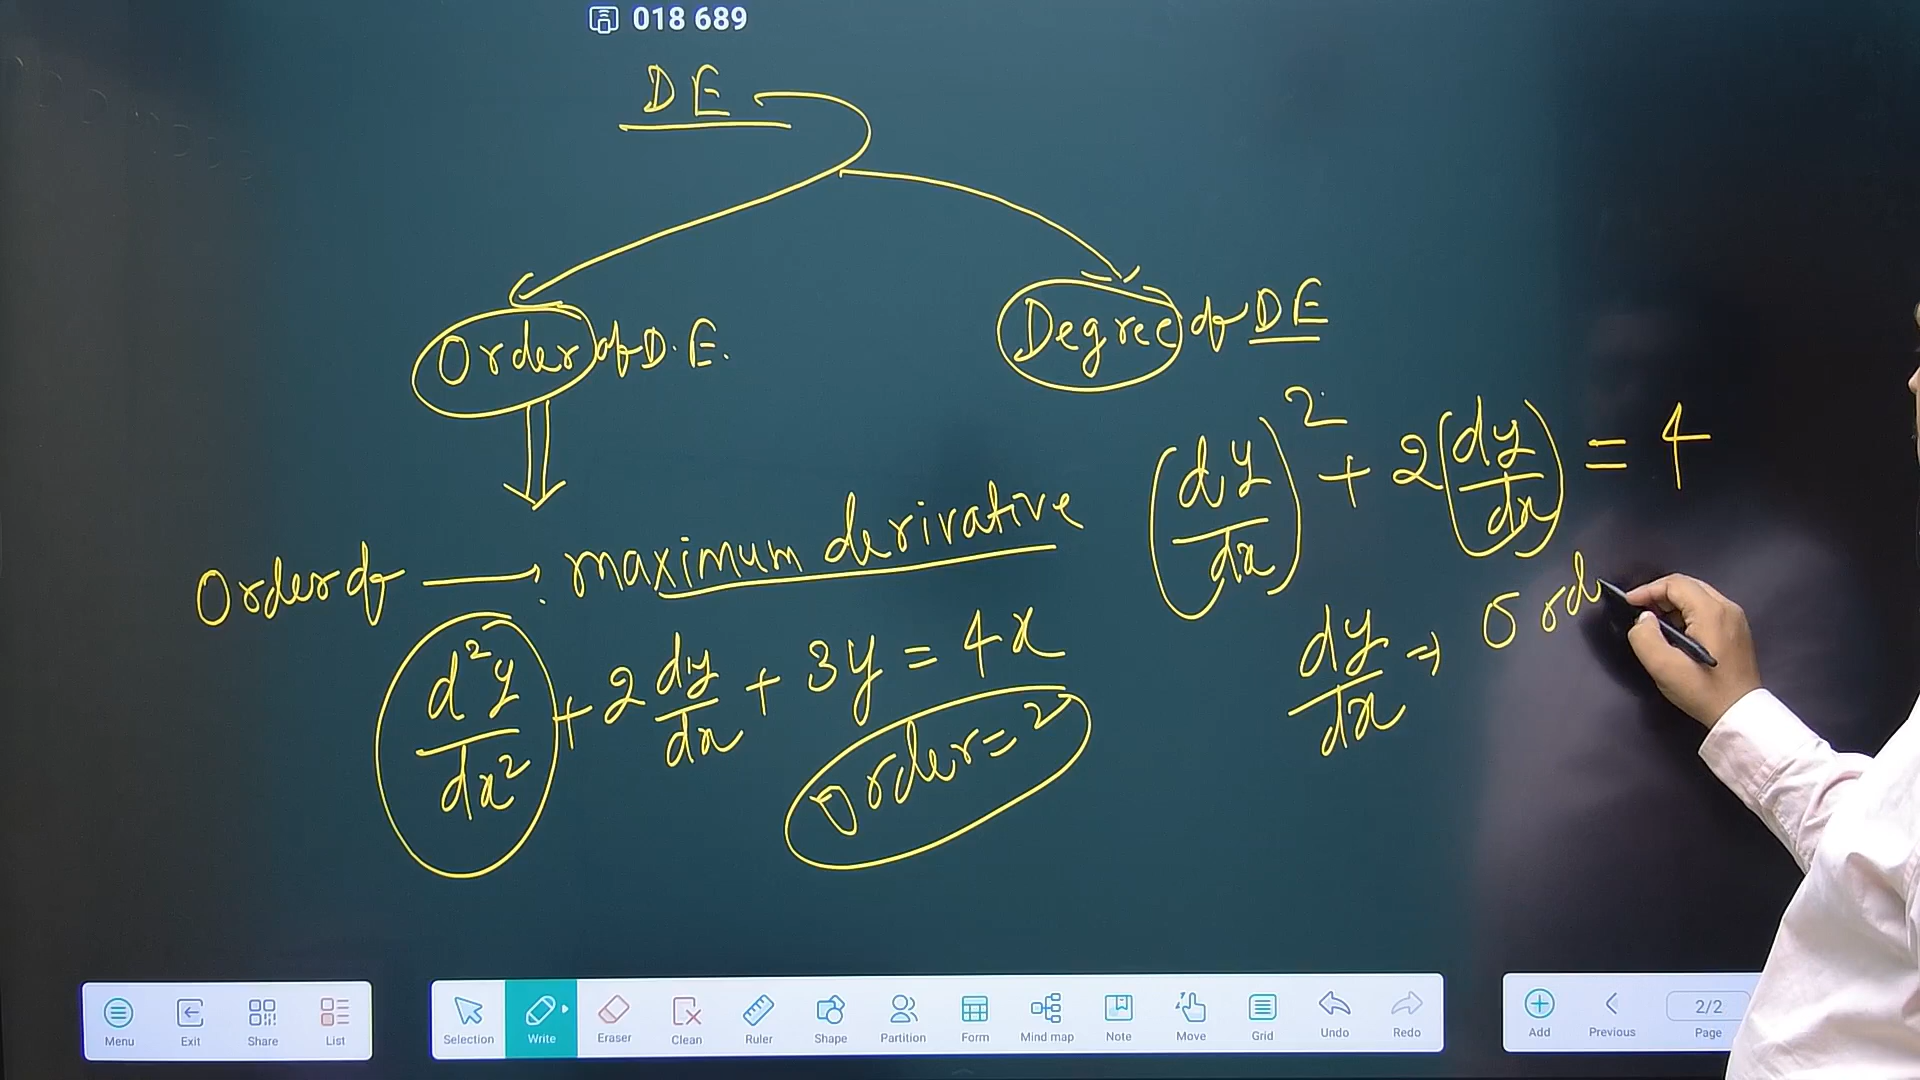 018 689
DE
Order of D.E.
Degree of DE
(dy/dx)² + 2(dy/dx) = 4
Order of → maximum derivative
d²y/dx² + 2 dy/dx + 3y = 4x
order = 2
dy/dx ⇒ ord
Menu Exit Share List
Selection Write Eraser Clean Ruler Shape Partition Form Mind map Note Move Grid Undo Redo
Add Previous 2/2 Page